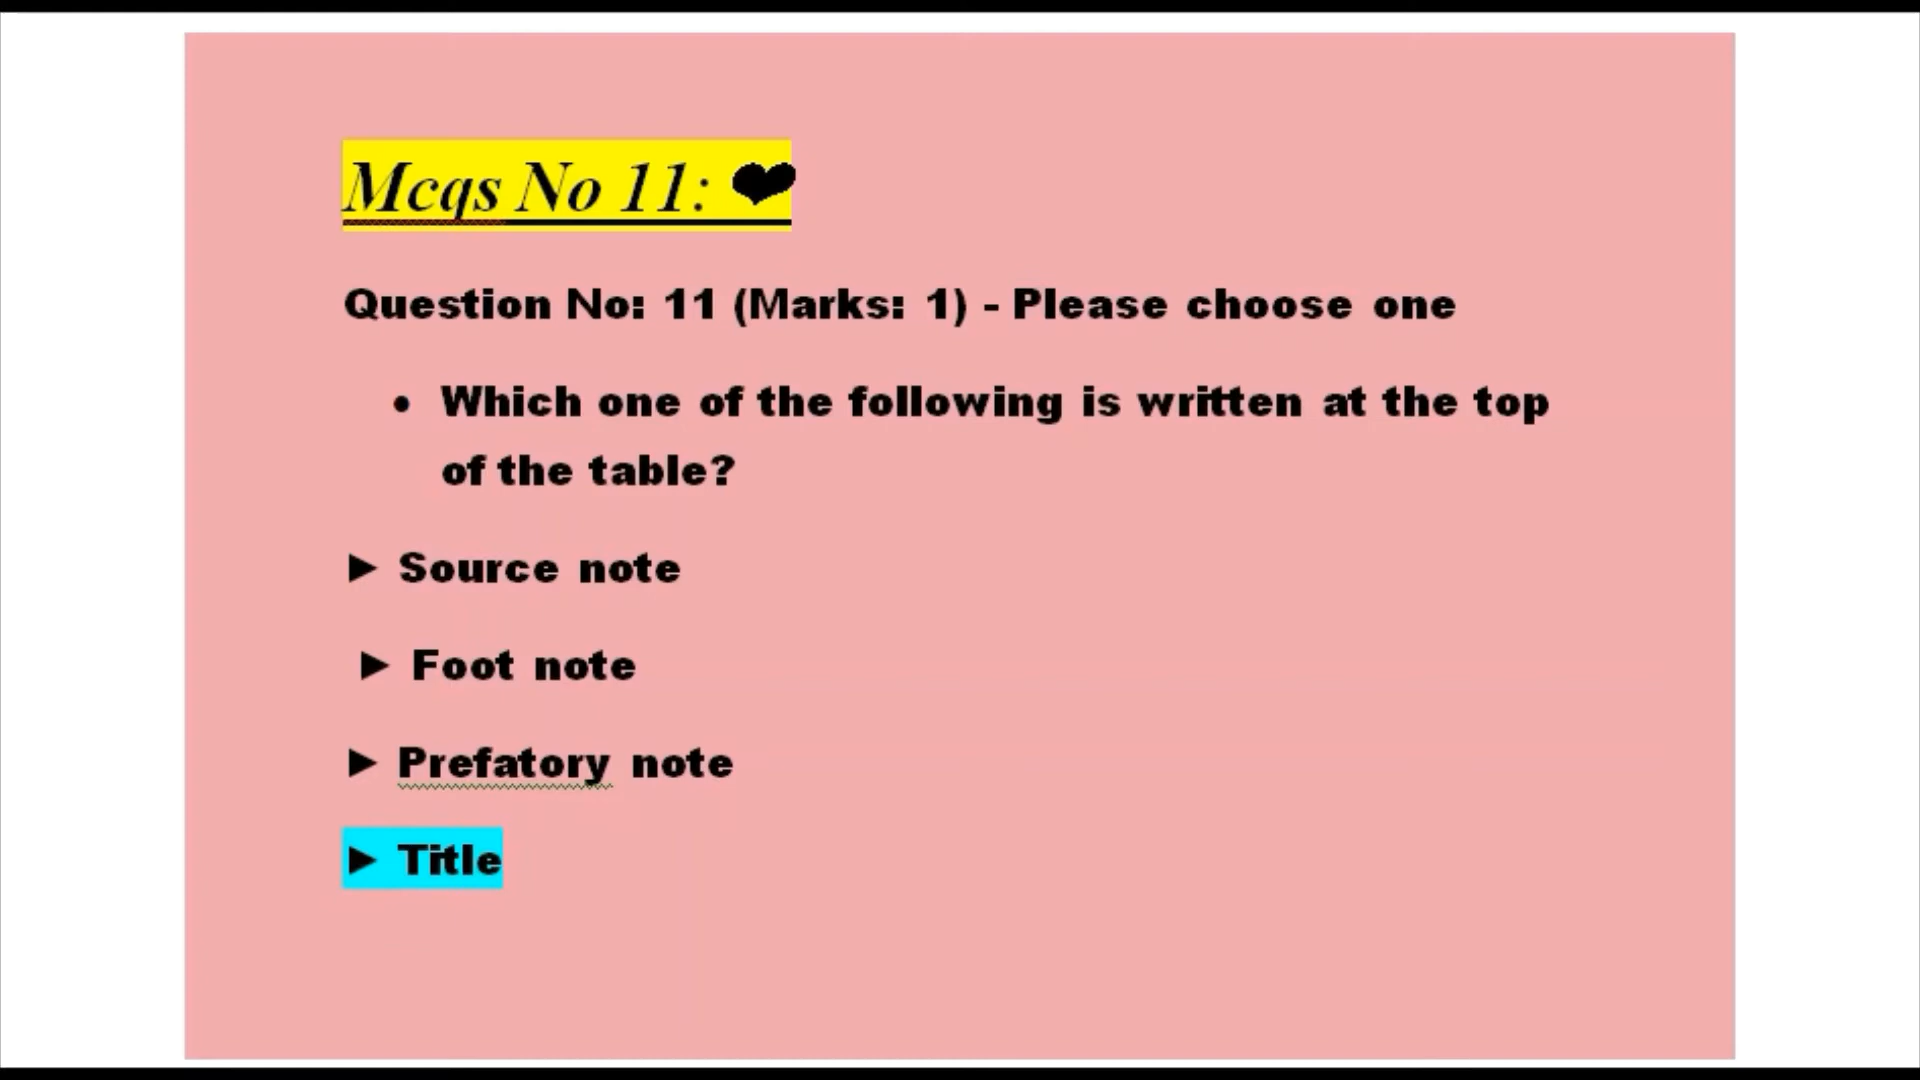 Mcqs No 11: ❤
Question No: 11 (Marks: 1) - Please choose one
• Which one of the following is written at the top
of the table?
► Source note
► Foot note
► Prefatory note
► Title